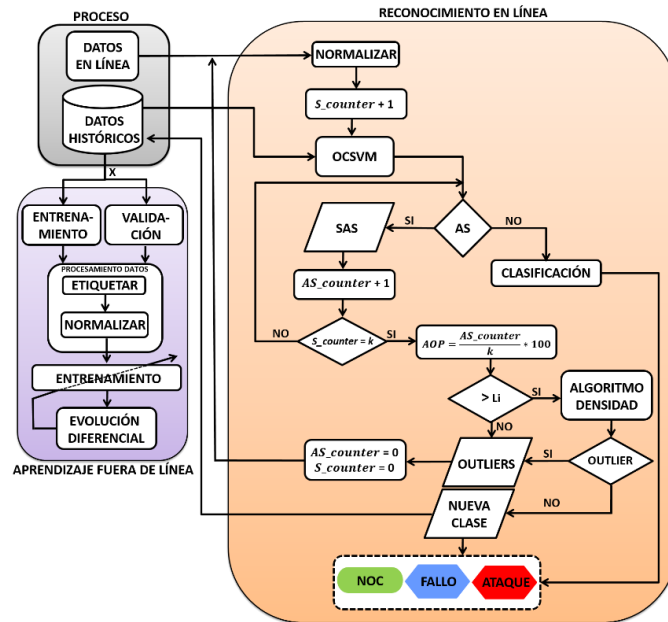 PROCESO
DATOS
EN LÍNEA
DATOS
HISTÓRICOS
X
ENTRENA-
MIENTO
VALIDA-
CIÓN
PROCESAMIENTO DATOS
ETIQUETAR
NORMALIZAR
ENTRENAMIENTO
EVOLUCIÓN
DIFERENCIAL
APRENDIZAJE FUERA DE LÍNEA
RECONOCIMIENTO EN LÍNEA
NORMALIZAR
S_counter + 1
OCSVM
AS
SI
NO
SAS
CLASIFICACIÓN
AS_counter + 1
S_counter = k
NO
SI
AOP = AS_counter / k * 100
> Li
SI
NO
ALGORITMO
DENSIDAD
OUTLIER
SI
NO
OUTLIERS
AS_counter = 0
S_counter = 0
NUEVA
CLASE
NOC
FALLO
ATAQUE